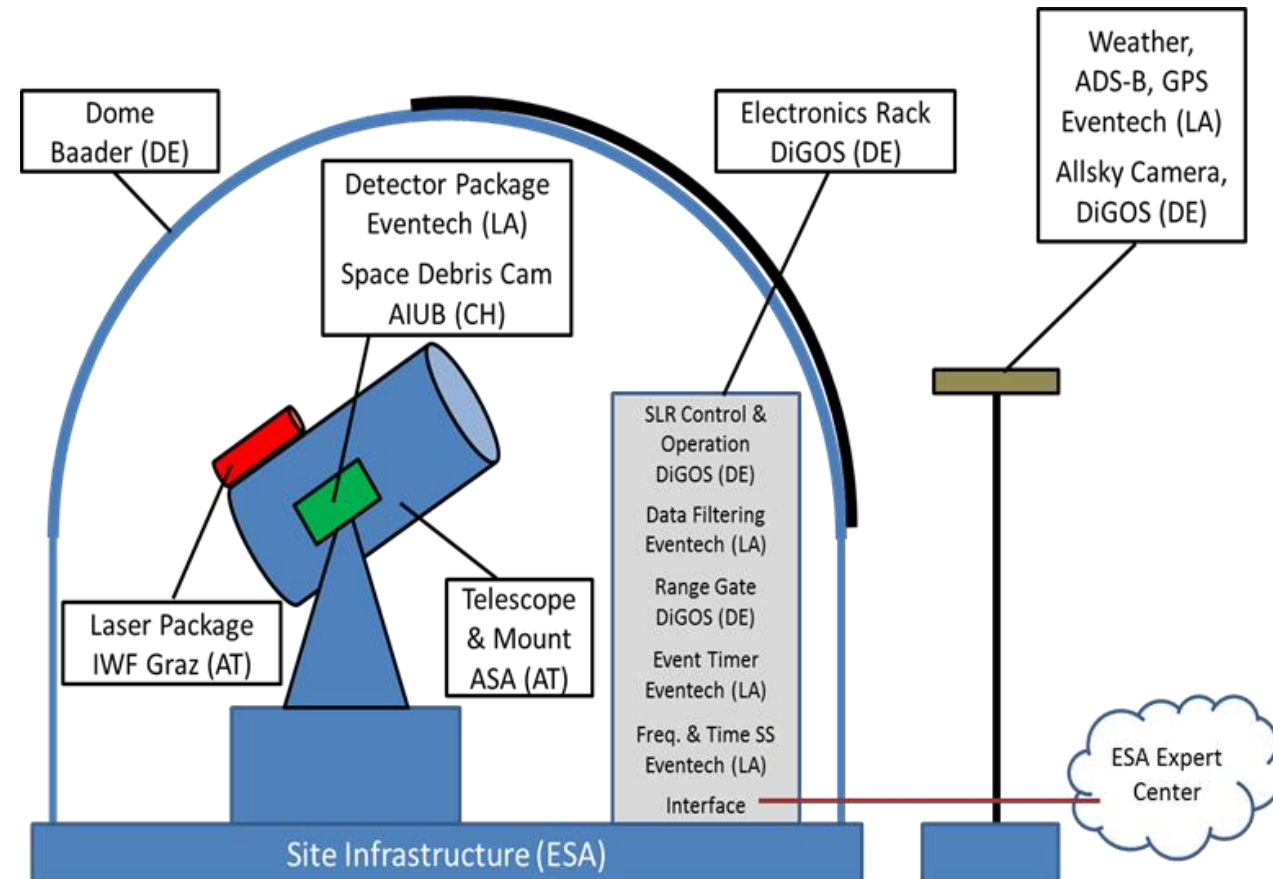 Dome
Baader (DE)
Detector Package
Eventech (LA)
Space Debris Cam
AIUB (CH)
Electronics Rack
DiGOS (DE)
Weather,
ADS-B, GPS
Eventech (LA)
Allsky Camera,
DiGOS (DE)
Laser Package
IWF Graz (AT)
Telescope
& Mount
ASA (AT)
SLR Control &
Operation
DiGOS (DE)
Data Filtering
Eventech (LA)
Range Gate
DiGOS (DE)
Event Timer
Eventech (LA)
Freq. & Time SS
Eventech (LA)
Interface
ESA Expert
Center
Site Infrastructure (ESA)